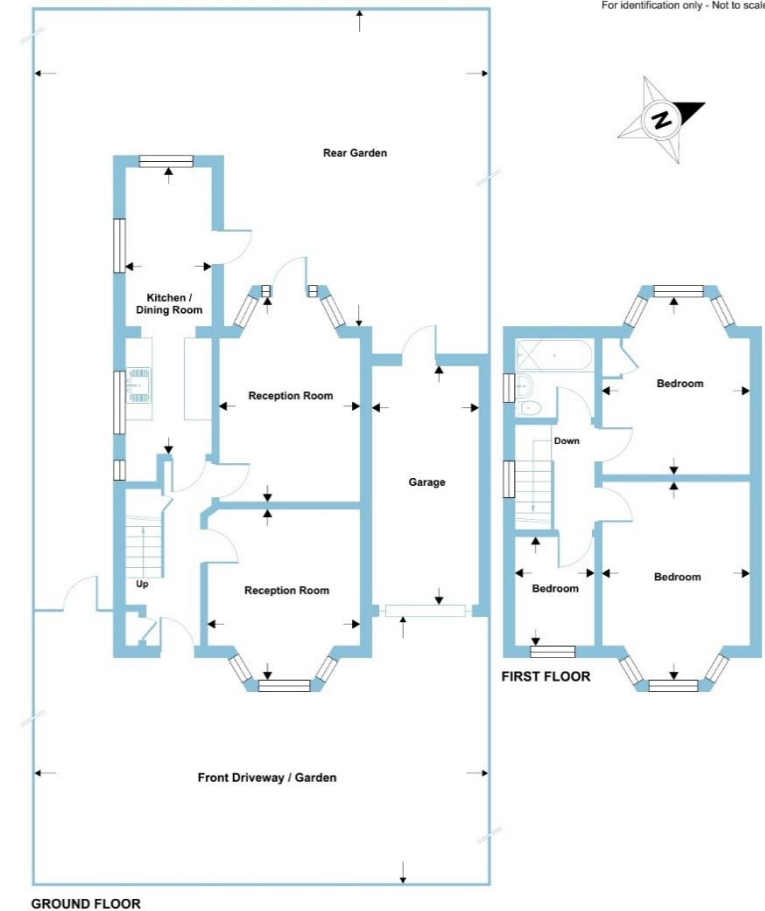 For identification only - Not to scale
N
Rear Garden
Kitchen /
Dining Room
Reception Room
Garage
Up
Reception Room
Front Driveway / Garden
GROUND FLOOR
Bedroom
Down
Bedroom
Bedroom
FIRST FLOOR